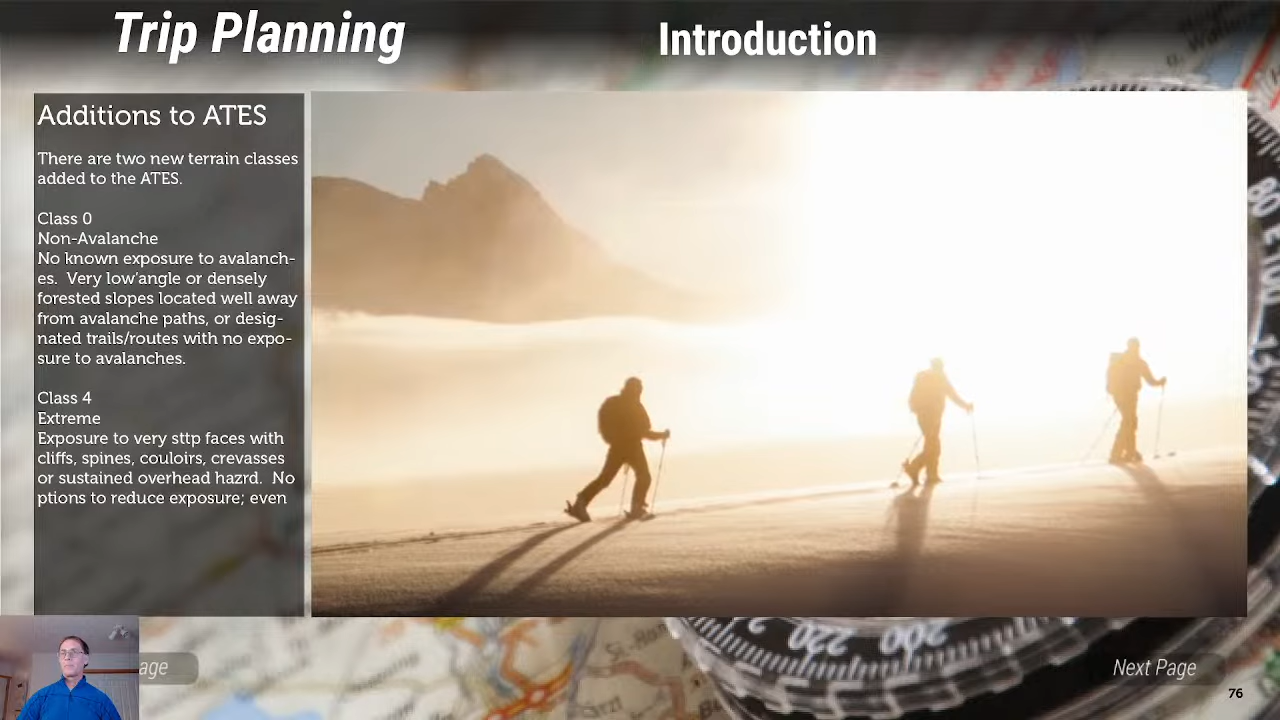 Trip Planning
Introduction
Additions to ATES
There are two new terrain classes
added to the ATES.
Class 0
Non-Avalanche
No known exposure to avalanch-
es.  Very low'angle or densely
forested slopes located well away
from avalanche paths, or desig-
nated trails/routes with no expo-
sure to avalanches.
Class 4
Extreme
Exposure to very sttp faces with
cliffs, spines, couloirs, crevasses
or sustained overhead hazrd.  No
ptions to reduce exposure; even
80
220
200
age
Next Page
76